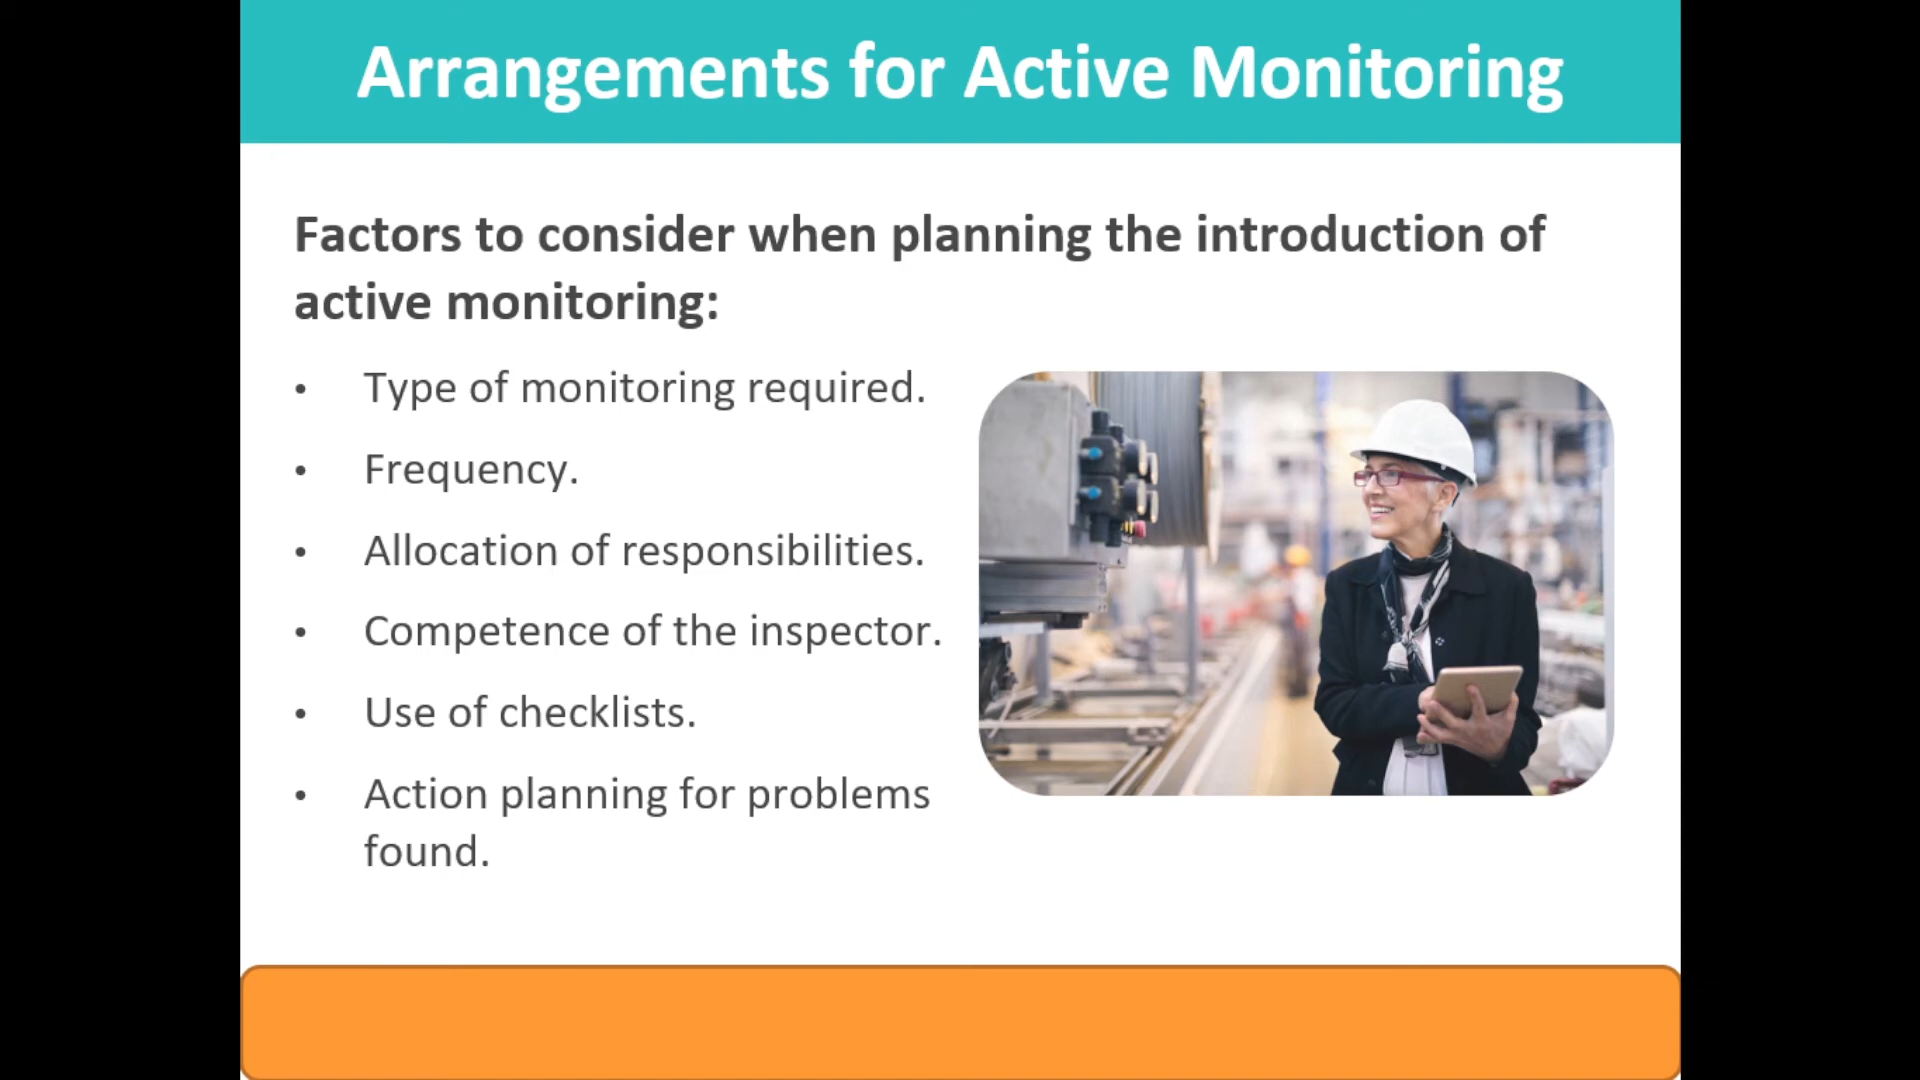 Arrangements for Active Monitoring
Factors to consider when planning the introduction of
active monitoring:
• Type of monitoring required.
• Frequency.
• Allocation of responsibilities.
• Competence of the inspector.
• Use of checklists.
• Action planning for problems
found.